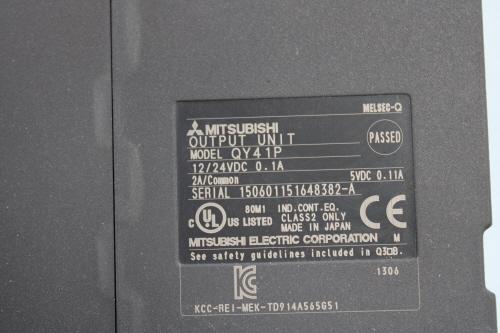 MELSEC-Q
MITSUBISHI
OUTPUT UNIT
MODEL QY41P
PASSED
12/24VDC 0.1A
2A/Common 5VDC 0.11A
SERIAL 150601151648382-A
C UL US LISTED 80M1 IND.CONT.EQ.
CLASS2 ONLY
MADE IN JAPAN
MITSUBISHI ELECTRIC CORPORATION M
See safety guidelines included in Q3□B.
1306
KCC-REI-MEK-TD914A565G51